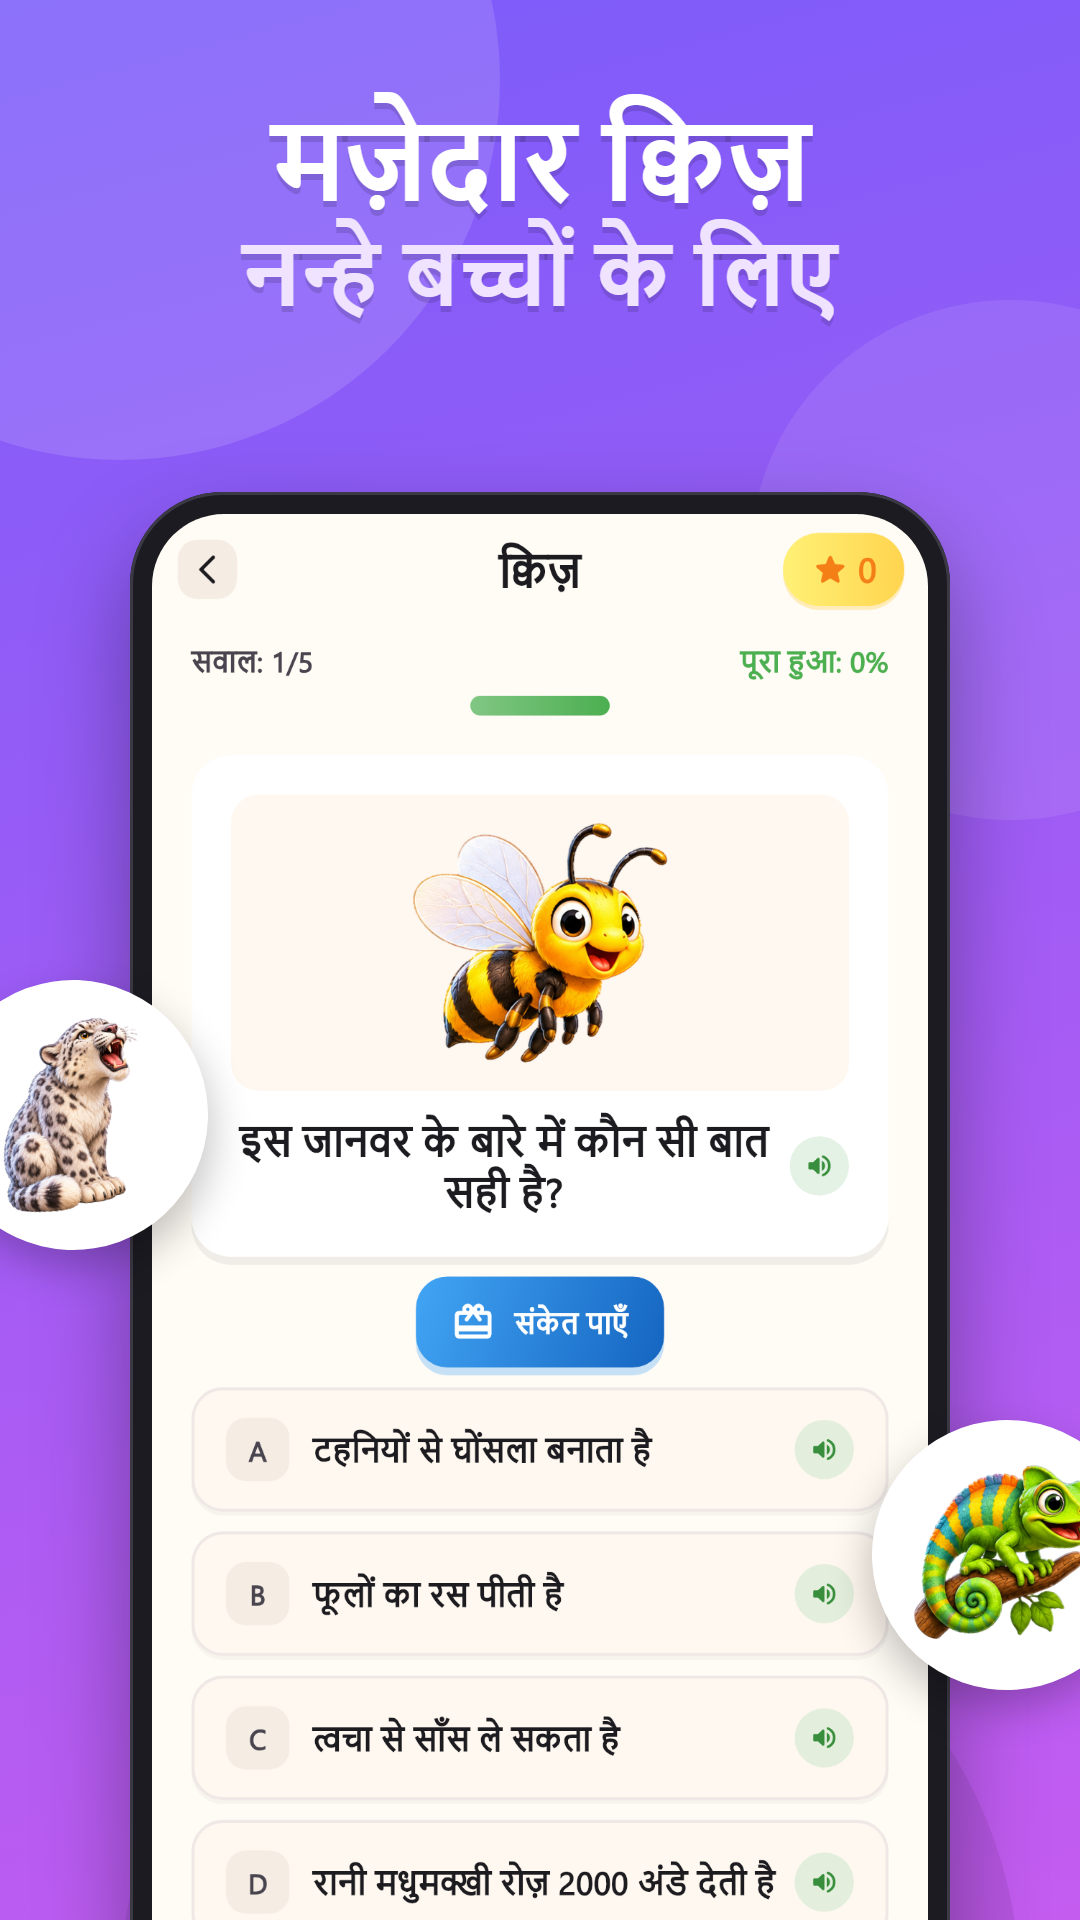 मज़ेदार क्विज़
नन्हे बच्चों के लिए
क्विज़
0
सवाल: 1/5
पूरा हुआ: 0%
इस जानवर के बारे में कौन सी बात
सही है?
संकेत पाएँ
A टहनियों से घोंसला बनाता है
B फूलों का रस पीती है
C त्वचा से साँस ले सकता है
D रानी मधुमक्खी रोज़ 2000 अंडे देती है